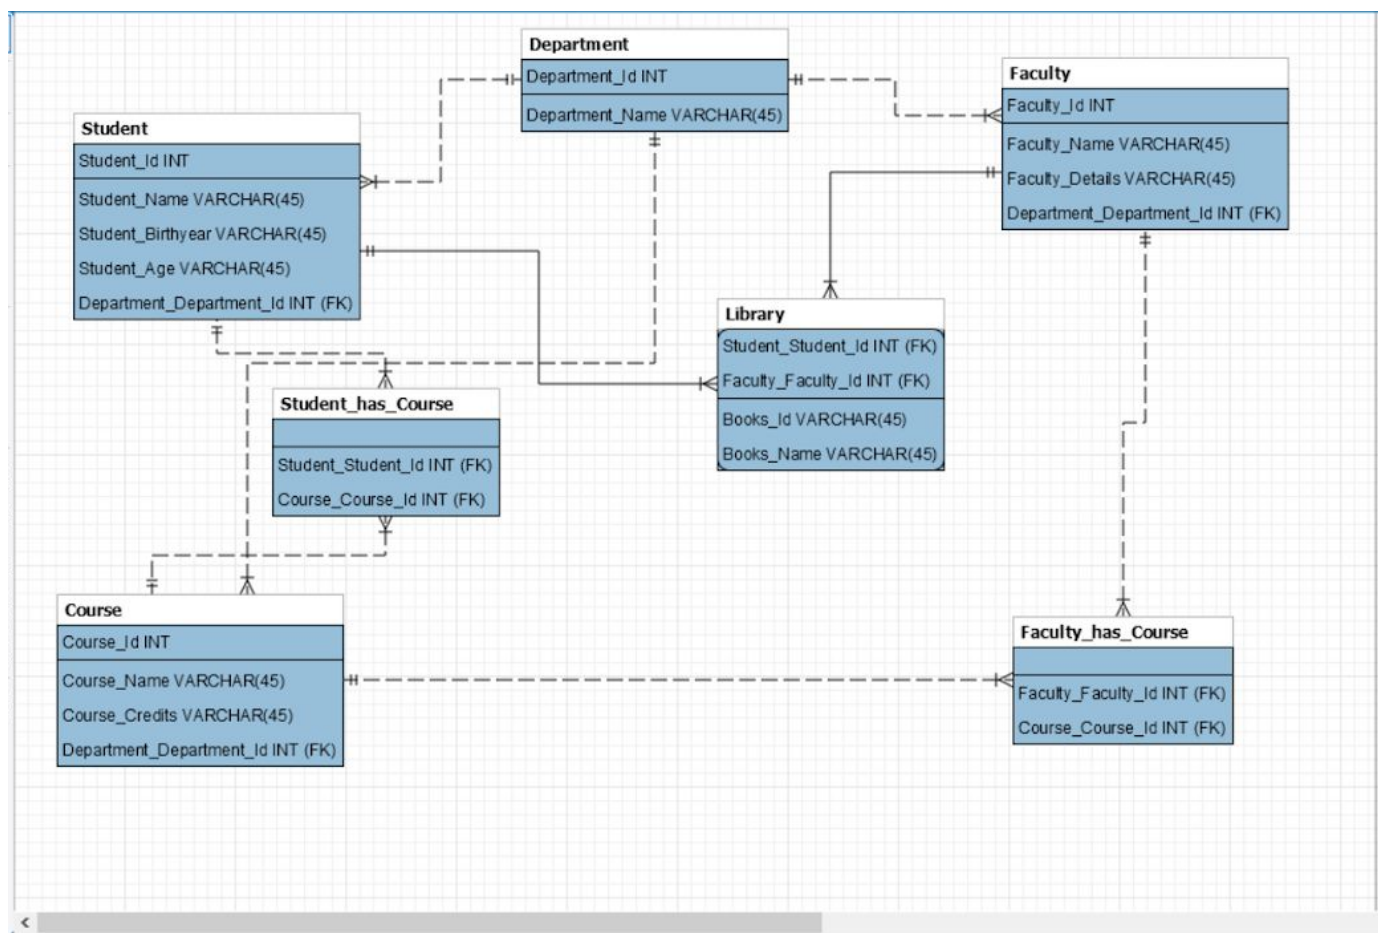 Department
Department_Id INT
Department_Name VARCHAR(45)
Faculty
Faculty_Id INT
Faculty_Name VARCHAR(45)
Faculty_Details VARCHAR(45)
Department_Department_Id INT (FK)
Student
Student_Id INT
Student_Name VARCHAR(45)
Student_Birthyear VARCHAR(45)
Student_Age VARCHAR(45)
Department_Department_Id INT (FK)
Library
Student_Student_Id INT (FK)
Faculty_Faculty_Id INT (FK)
Books_Id VARCHAR(45)
Books_Name VARCHAR(45)
Student_has_Course
Student_Student_Id INT (FK)
Course_Course_Id INT (FK)
Course
Course_Id INT
Course_Name VARCHAR(45)
Course_Credits VARCHAR(45)
Department_Department_Id INT (FK)
Faculty_has_Course
Faculty_Faculty_Id INT (FK)
Course_Course_Id INT (FK)